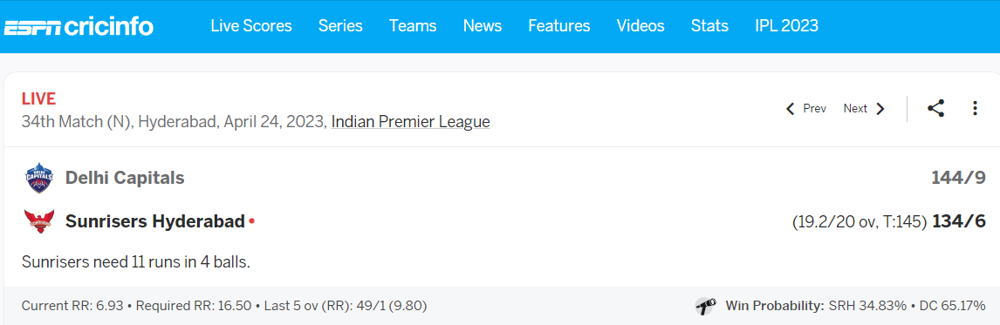 ESPN cricinfo Live Scores Series Teams News Features Videos Stats IPL 2023
LIVE
34th Match (N), Hyderabad, April 24, 2023, Indian Premier League Prev Next
Delhi Capitals 144/9
Sunrisers Hyderabad (19.2/20 ov, T:145) 134/6
Sunrisers need 11 runs in 4 balls.
Current RR: 6.93 • Required RR: 16.50 • Last 5 ov (RR): 49/1 (9.80) Win Probability: SRH 34.83% • DC 65.17%